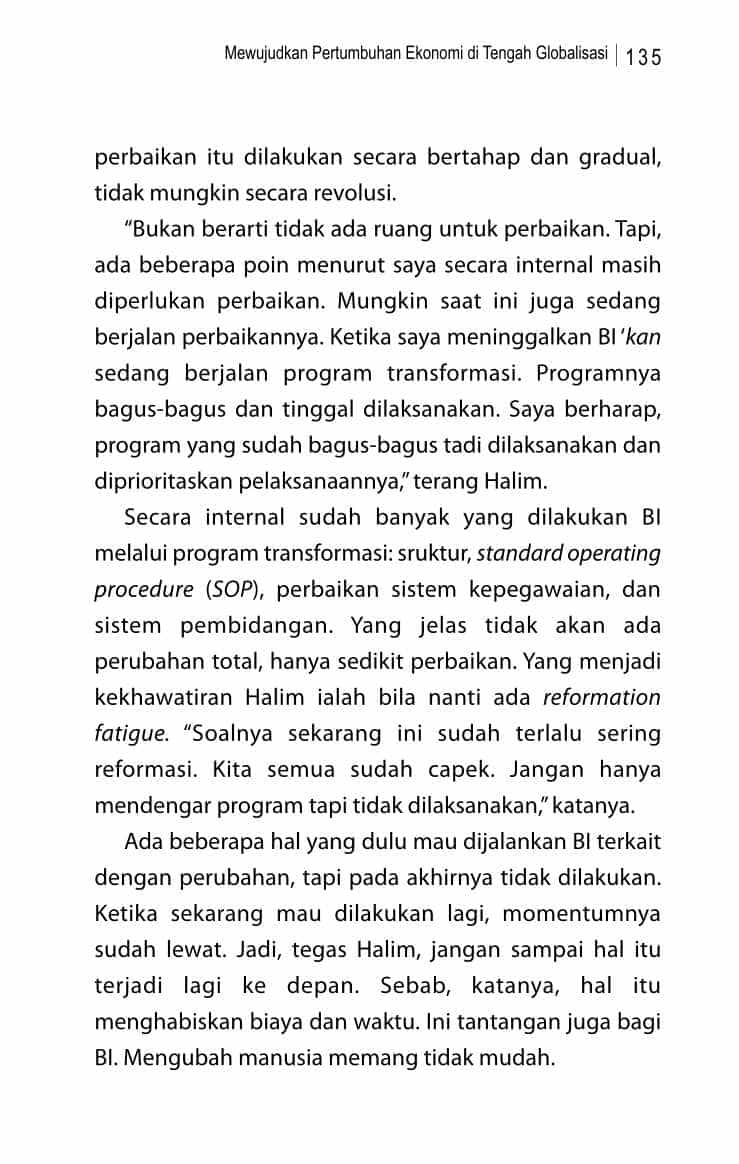 Mewujudkan Pertumbuhan Ekonomi di Tengah Globalisasi | 135
perbaikan itu dilakukan secara bertahap dan gradual,
tidak mungkin secara revolusi.
“Bukan berarti tidak ada ruang untuk perbaikan. Tapi,
ada beberapa poin menurut saya secara internal masih
diperlukan perbaikan. Mungkin saat ini juga sedang
berjalan perbaikannya. Ketika saya meninggalkan BI ‘kan
sedang berjalan program transformasi. Programnya
bagus-bagus dan tinggal dilaksanakan. Saya berharap,
program yang sudah bagus-bagus tadi dilaksanakan dan
diprioritaskan pelaksanaannya,” terang Halim.
Secara internal sudah banyak yang dilakukan BI
melalui program transformasi: sruktur, standard operating
procedure (SOP), perbaikan sistem kepegawaian, dan
sistem pembidangan. Yang jelas tidak akan ada
perubahan total, hanya sedikit perbaikan. Yang menjadi
kekhawatiran Halim ialah bila nanti ada reformation
fatigue. “Soalnya sekarang ini sudah terlalu sering
reformasi. Kita semua sudah capek. Jangan hanya
mendengar program tapi tidak dilaksanakan,” katanya.
Ada beberapa hal yang dulu mau dijalankan BI terkait
dengan perubahan, tapi pada akhirnya tidak dilakukan.
Ketika sekarang mau dilakukan lagi, momentumnya
sudah lewat. Jadi, tegas Halim, jangan sampai hal itu
terjadi lagi ke depan. Sebab, katanya, hal itu
menghabiskan biaya dan waktu. Ini tantangan juga bagi
BI. Mengubah manusia memang tidak mudah.